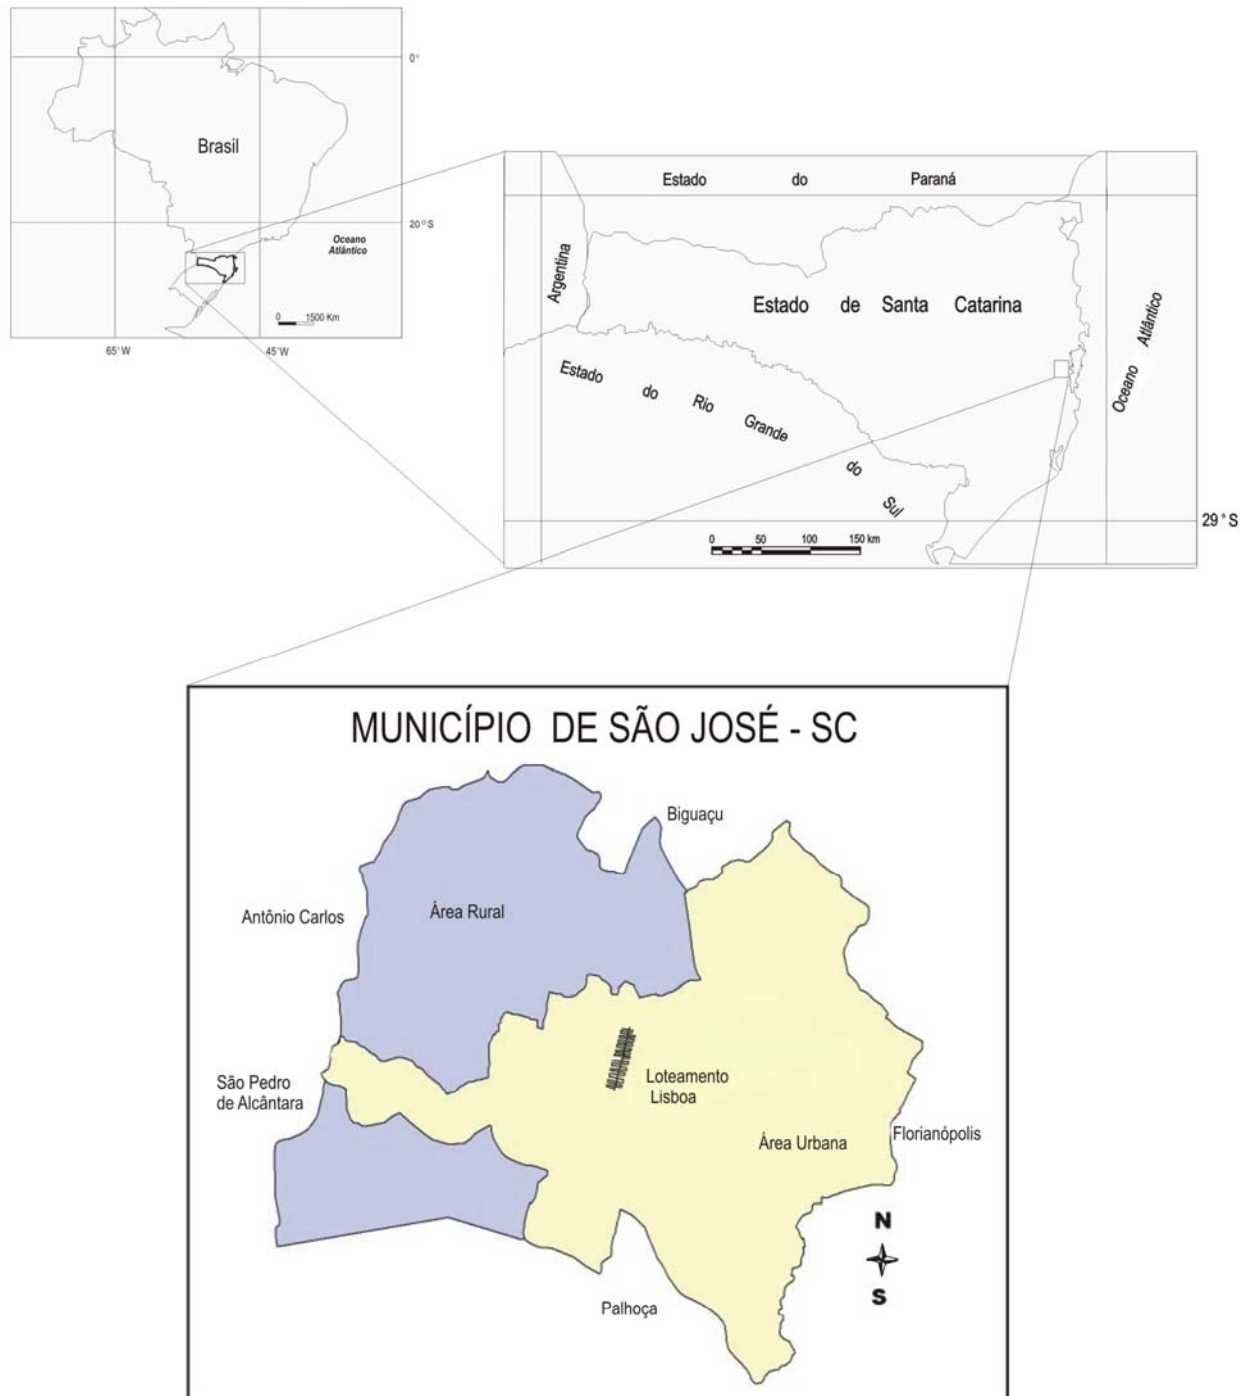 0°
Brasil
20°S
Oceano
Atlântico
0 1500 Km
65°W 45°W
Estado do Paraná
Argentina
Estado de Santa Catarina
Oceano Atlântico
Estado do Rio Grande do Sul
29°S
0 50 100 150 km
MUNICÍPIO DE SÃO JOSÉ - SC
Biguaçu
Antônio Carlos
Área Rural
São Pedro
de Alcântara
Loteamento
Lisboa
Área Urbana
Florianópolis
N
S
Palhoça